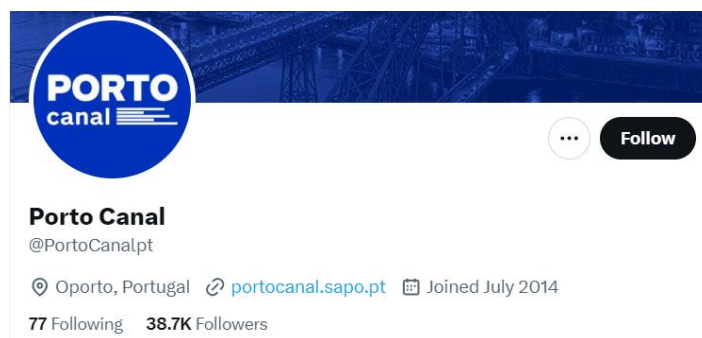 PORTO
canal
Follow
Porto Canal
@PortoCanalpt
Oporto, Portugal portocanal.sapo.pt Joined July 2014
77 Following 38.7K Followers